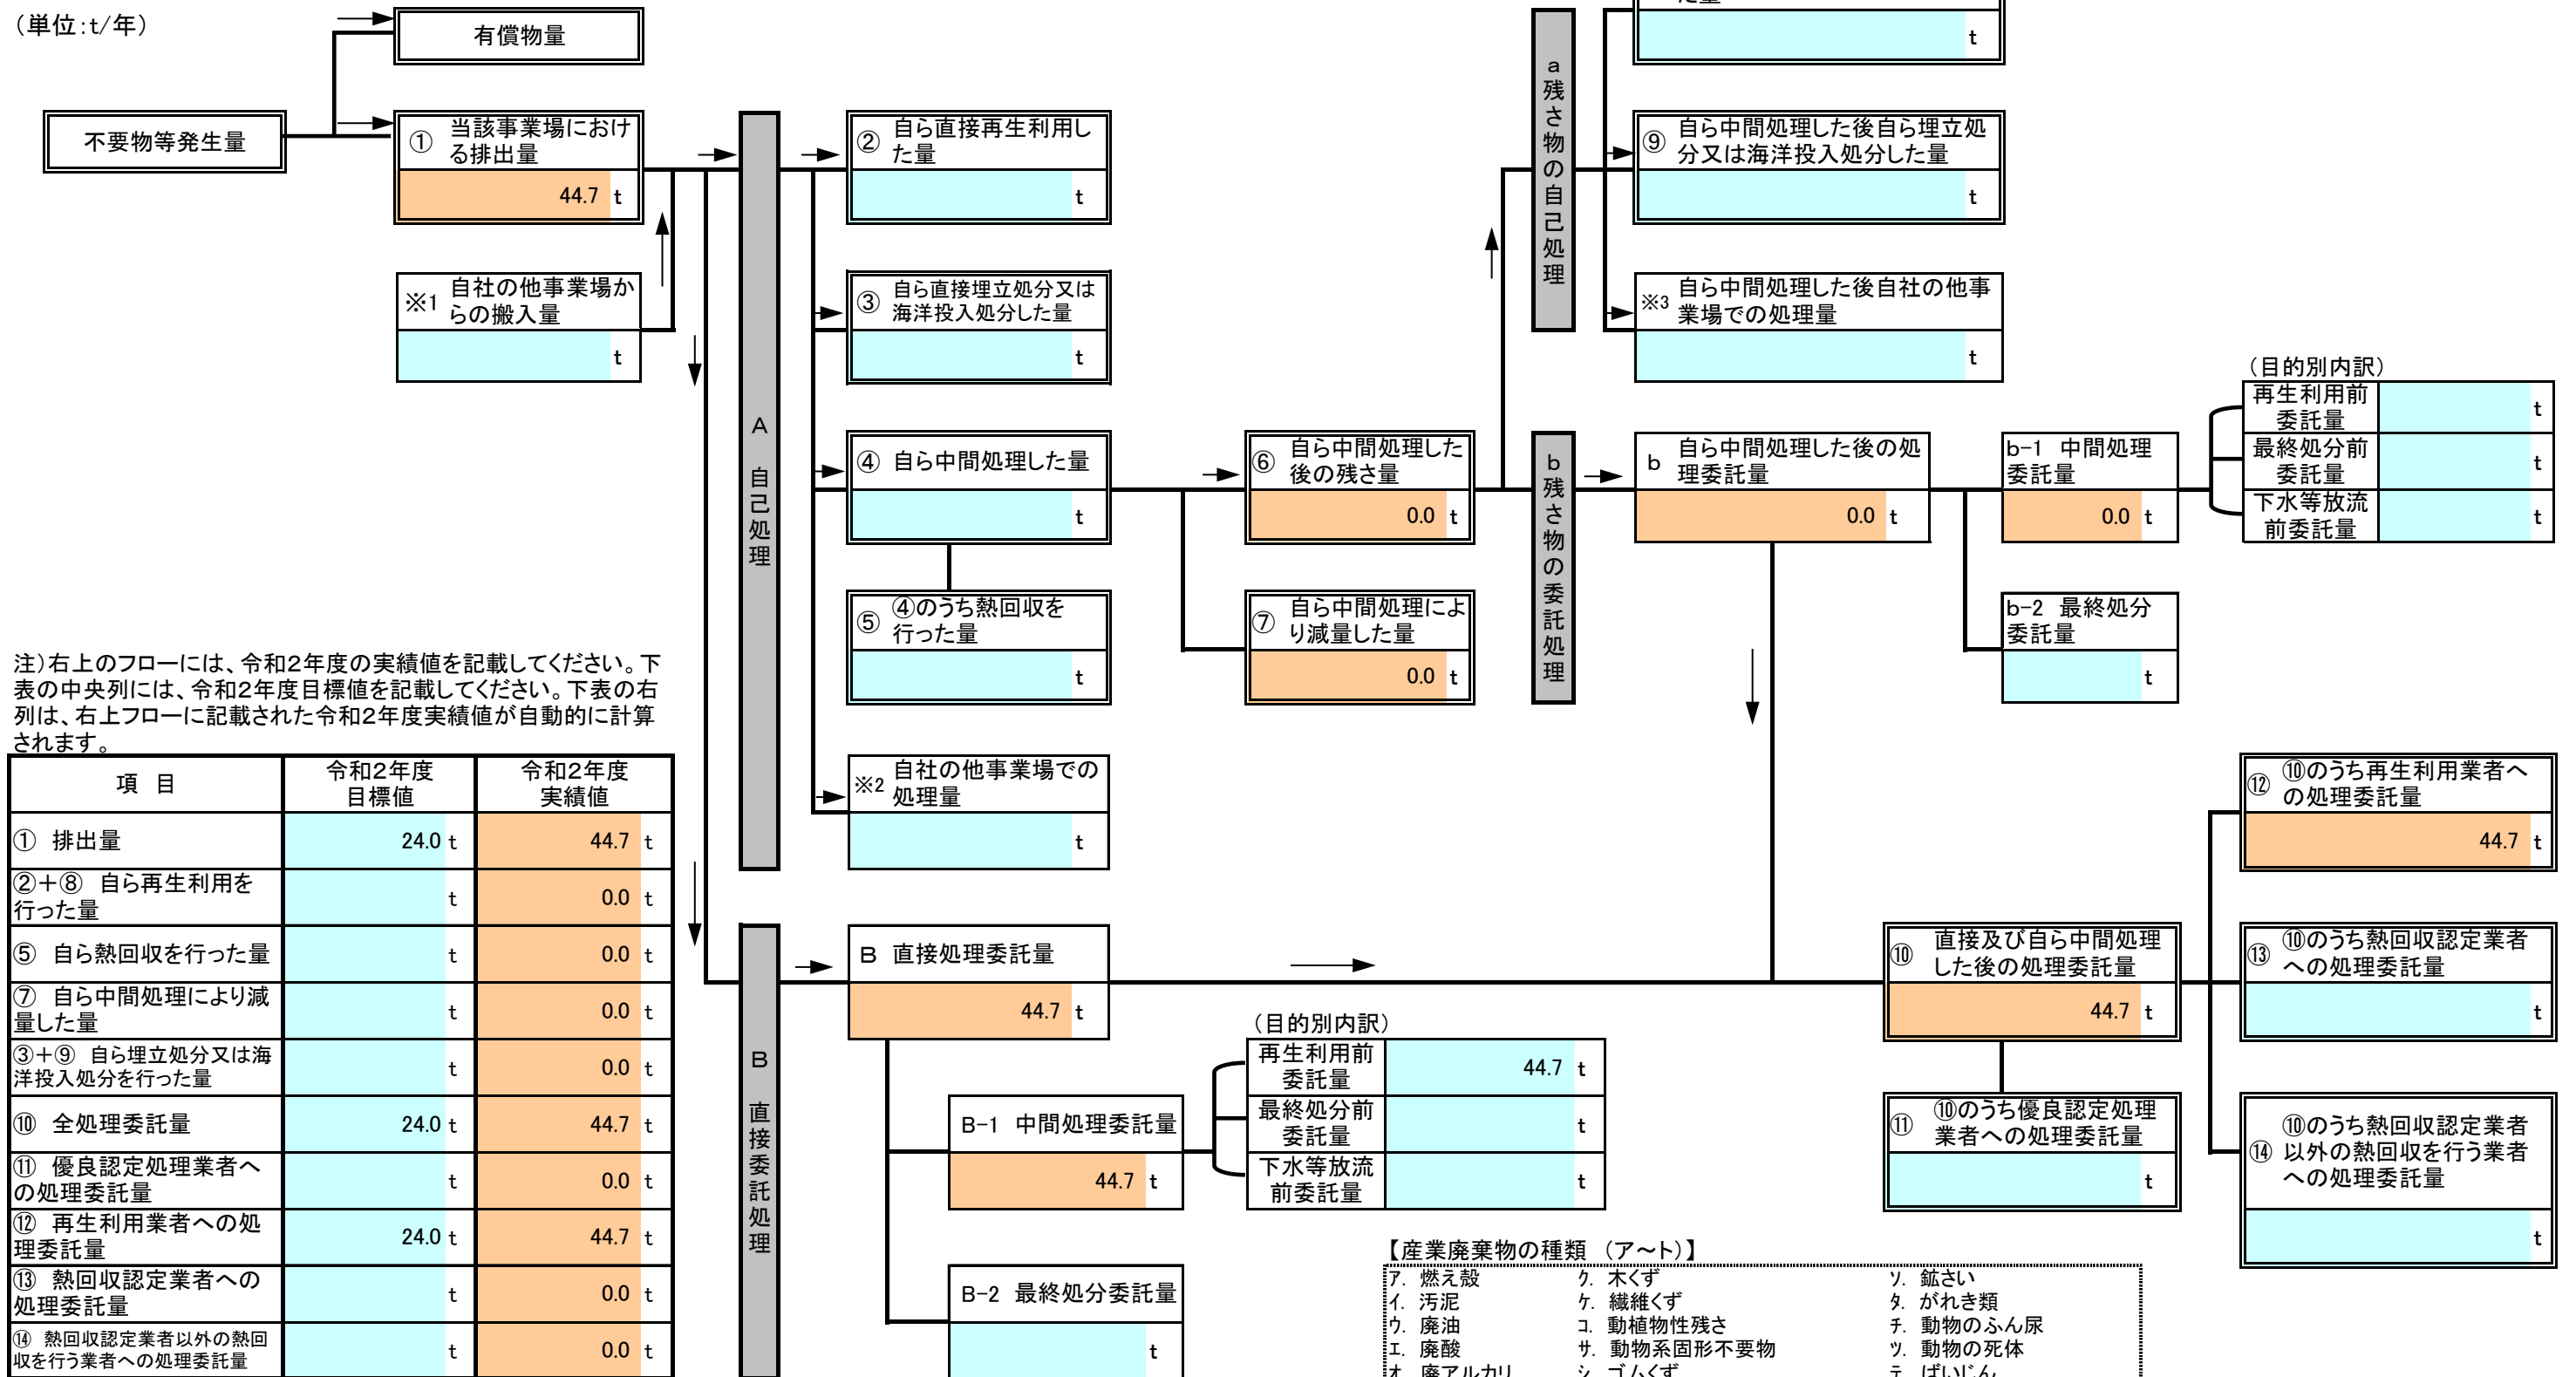 （単位:t/年）
有償物量
不要物等発生量
① 当該事業場におけ
る排出量
44.7 t
※1 自社の他事業場か
らの搬入量
t
A 自己処理
② 自ら直接再生利用し
た量
t
③ 自ら直接埋立処分又は
海洋投入処分した量
t
④ 自ら中間処理した量
t
⑤ ④のうち熱回収を
行った量
t
※2 自社の他事業場での
処理量
t
⑥ 自ら中間処理した
後の残さ量
0.0 t
⑦ 自ら中間処理によ
り減量した量
0.0 t
a残さ物の自己処理
た量
t
⑨ 自ら中間処理した後自ら埋立処
分又は海洋投入処分した量
t
※3 自ら中間処理した後自社の他事
業場での処理量
t
b残さ物の委託処理
b 自ら中間処理した後の処
理委託量
0.0 t
b-1 中間処理
委託量
0.0 t
b-2 最終処分
委託量
t
（目的別内訳）
再生利用前
委託量
t
最終処分前
委託量
t
下水等放流
前委託量
t
注）右上のフローには、令和２年度の実績値を記載してください。下
表の中央列には、令和２年度目標値を記載してください。下表の右
列は、右上フローに記載された令和２年度実績値が自動的に計算
されます。
項 目
令和２年度
目標値
令和２年度
実績値
① 排出量 24.0 t 44.7 t
②＋⑧ 自ら再生利用を
行った量 t 0.0 t
⑤ 自ら熱回収を行った量 t 0.0 t
⑦ 自ら中間処理により減
量した量 t 0.0 t
③＋⑨ 自ら埋立処分又は海
洋投入処分を行った量 t 0.0 t
⑩ 全処理委託量 24.0 t 44.7 t
⑪ 優良認定処理業者へ
の処理委託量 t 0.0 t
⑫ 再生利用業者への処
理委託量 24.0 t 44.7 t
⑬ 熱回収認定業者への
処理委託量 t 0.0 t
⑭ 熱回収認定業者以外の熱回
収を行う業者への処理委託量 t 0.0 t
B 直接委託処理
B 直接処理委託量
44.7 t
B-1 中間処理委託量
44.7 t
B-2 最終処分委託量
t
（目的別内訳）
再生利用前
委託量
44.7 t
最終処分前
委託量
t
下水等放流
前委託量
t
⑩ 直接及び自ら中間処理
した後の処理委託量
44.7 t
⑪ ⑩のうち優良認定処理
業者への処理委託量
t
⑫ ⑩のうち再生利用業者へ
の処理委託量
44.7 t
⑬ ⑩のうち熱回収認定業者
への処理委託量
t
⑭ ⑩のうち熱回収認定業者
以外の熱回収を行う業者
への処理委託量
t
【産業廃棄物の種類 （ア～ト）】
ｱ. 燃え殻 ｸ. 木くず ｿ. 鉱さい
ｲ. 汚泥 ｹ. 繊維くず ﾀ. がれき類
ｳ. 廃油 ｺ. 動植物性残さ ﾁ. 動物のふん尿
ｴ. 廃酸 ｻ. 動物系固形不要物 ﾂ. 動物の死体
ｵ. 廃アルカリ ｼ. ゴムくず ﾃ. ばいじん